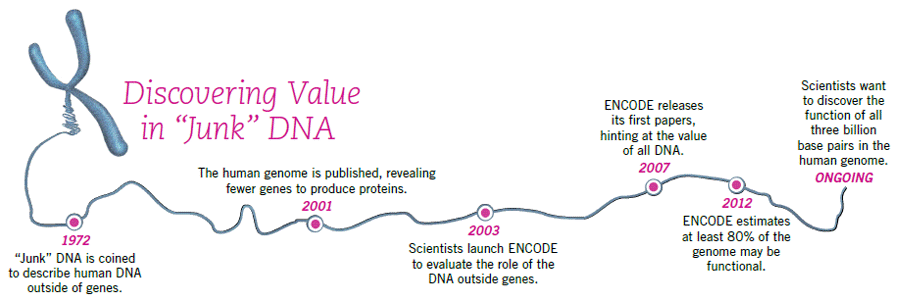 Discovering Value
in “Junk” DNA
1972
“Junk” DNA is coined
to describe human DNA
outside of genes.
The human genome is published, revealing
fewer genes to produce proteins.
2001
2003
Scientists launch ENCODE
to evaluate the role of the
DNA outside genes.
ENCODE releases
its first papers,
hinting at the value
of all DNA.
2007
2012
ENCODE estimates
at least 80% of the
genome may be
functional.
Scientists want
to discover the
function of all
three billion
base pairs in the
human genome.
ONGOING